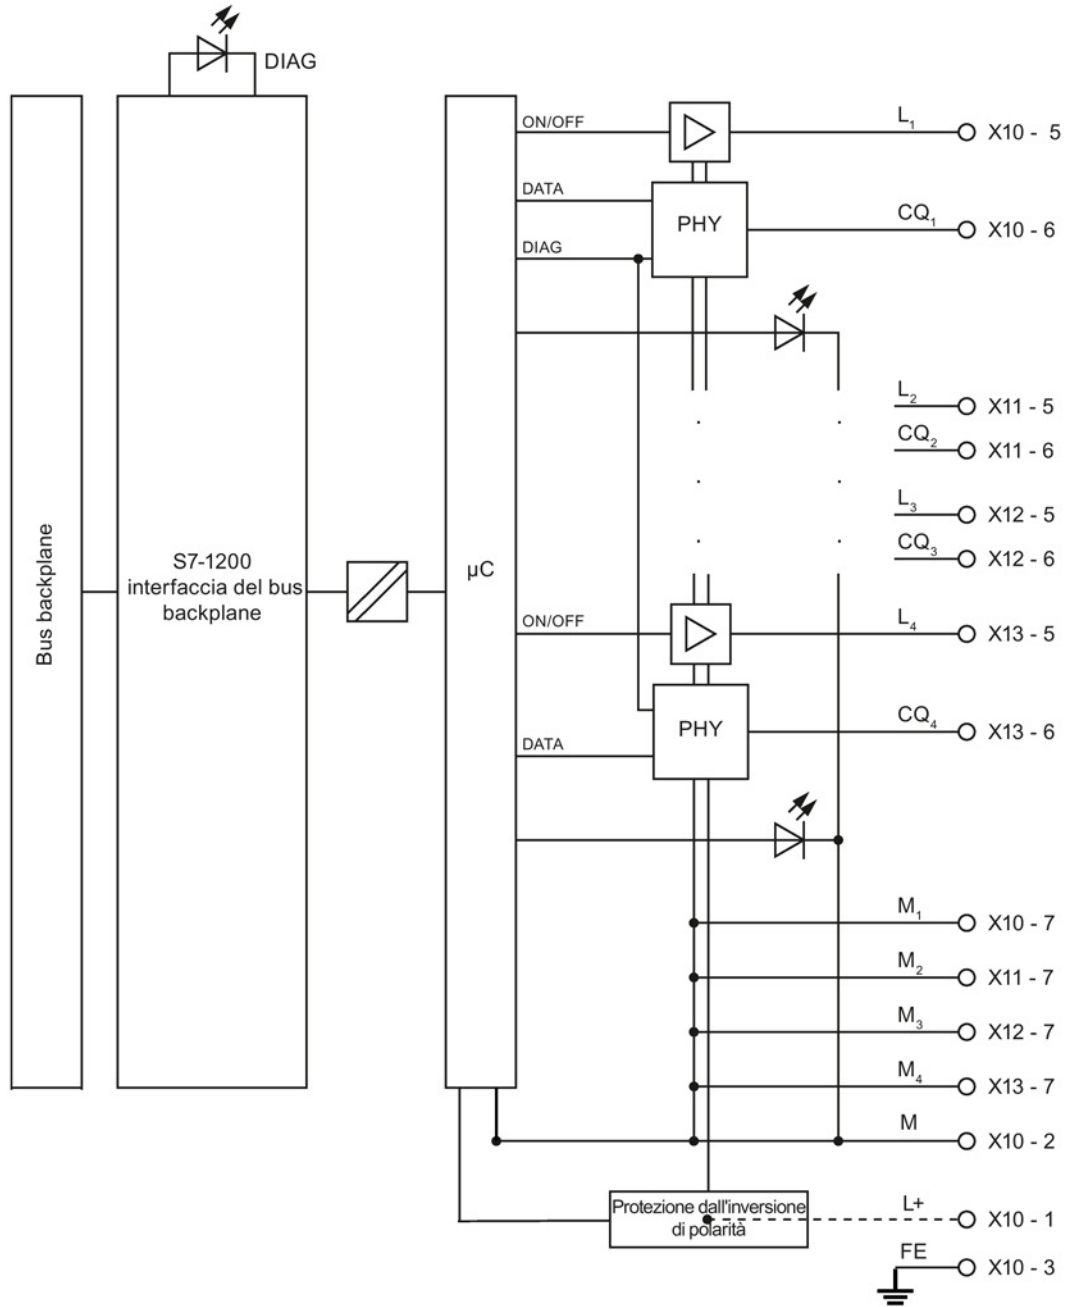 DIAG
ON/OFF
L1
X10 - 5
DATA
PHY
CQ1
X10 - 6
DIAG
L2
X11 - 5
CQ2
X11 - 6
L3
X12 - 5
CQ3
X12 - 6
Bus backplane
S7-1200
interfaccia del bus
backplane
µC
ON/OFF
L4
X13 - 5
PHY
CQ4
X13 - 6
DATA
M1
X10 - 7
M2
X11 - 7
M3
X12 - 7
M4
X13 - 7
M
X10 - 2
Protezione dall'inversione
di polarità
L+
X10 - 1
FE
X10 - 3